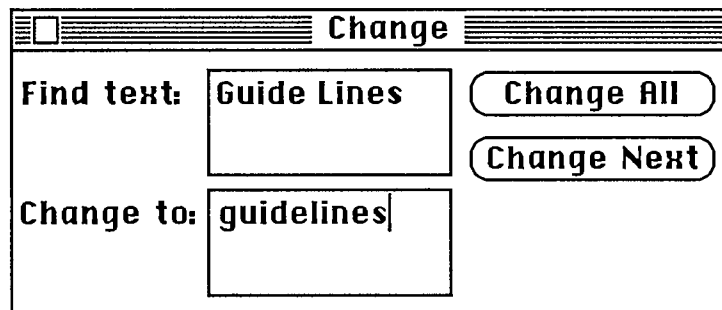 Change
Find text: Guide Lines Change All
Change Next
Change to: guidelines